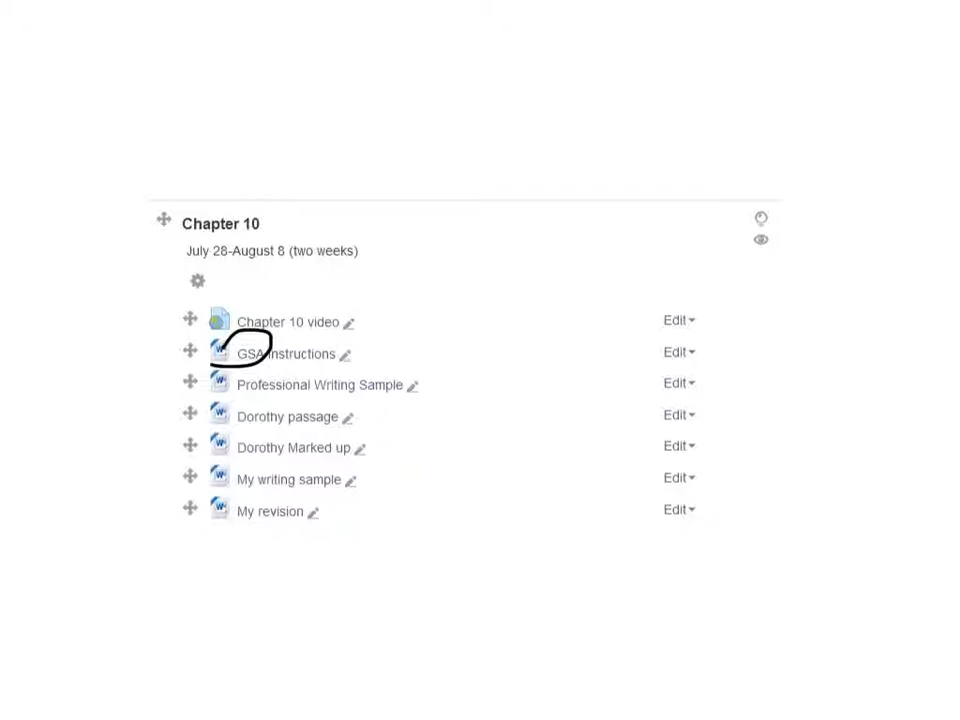 Chapter 10
July 28-August 8 (two weeks)
Chapter 10 video Edit
GSA Instructions Edit
Professional Writing Sample Edit
Dorothy passage Edit
Dorothy Marked up Edit
My writing sample Edit
My revision Edit